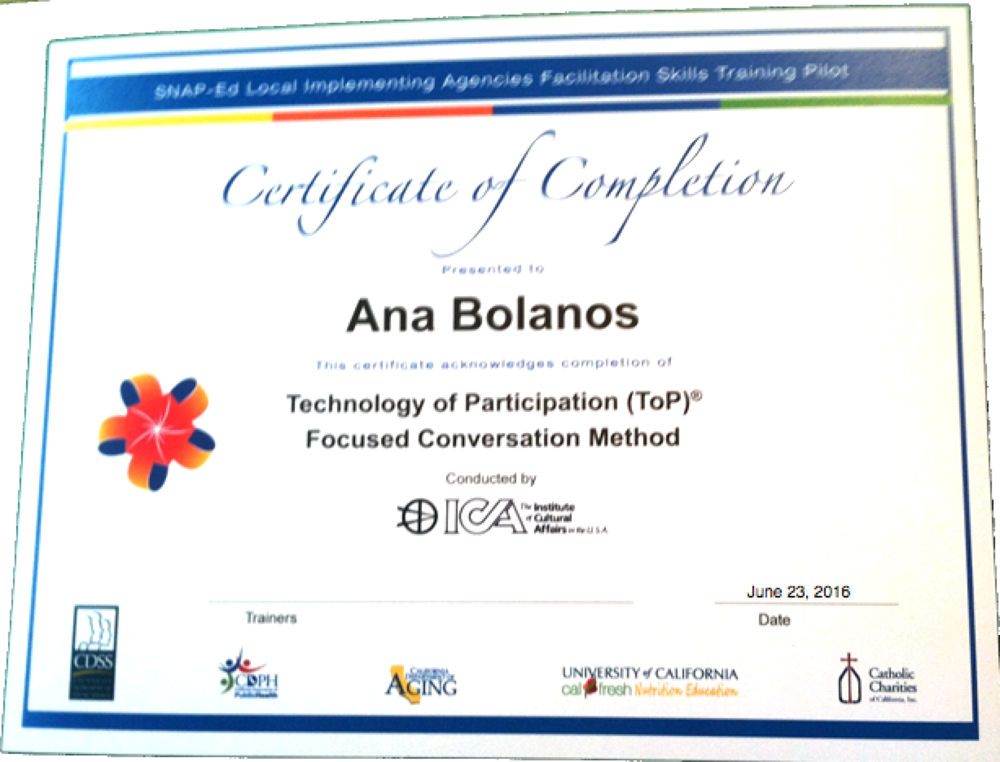 SNAP-Ed Local Implementing Agencies Facilitation Skills Training Pilot
Certificate of Completion
Presented to
Ana Bolanos
This certificate acknowledges completion of
Technology of Participation (ToP)®
Focused Conversation Method
Conducted by
ICA The Institute
of Cultural
Affairs in the U.S.A
June 23, 2016
Trainers
Date
CDSS
CDPH
PublicHealth
CALIFORNIA
DEPARTMENT OF
AGING
UNIVERSITY of CALIFORNIA
cal fresh Nutrition Education
Catholic
Charities
of California, Inc.